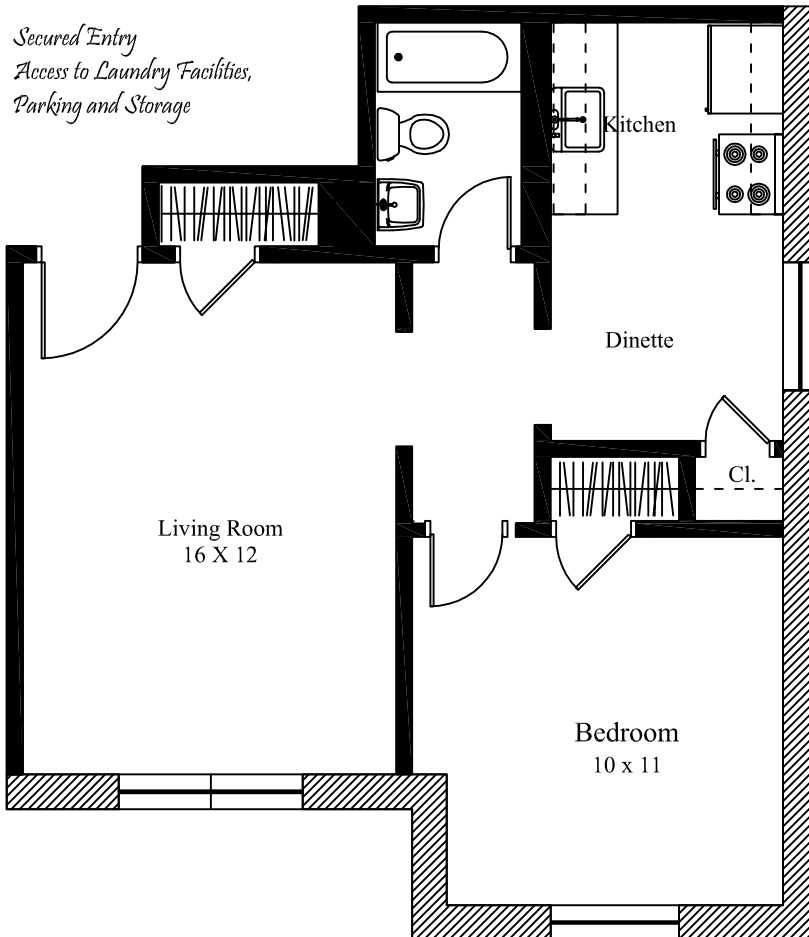 Secured Entry
Access to Laundry Facilities,
Parking and Storage
Kitchen
Dinette
Cl.
Living Room
16 X 12
Bedroom
10 x 11